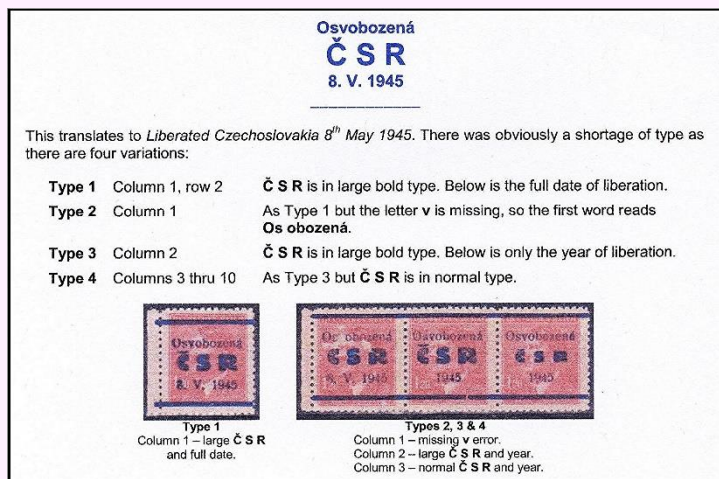 Osvobozená
Č S R
8. V. 1945
This translates to Liberated Czechoslovakia 8th May 1945. There was obviously a shortage of type as
there are four variations:
Type 1 Column 1, row 2 Č S R is in large bold type. Below is the full date of liberation.
Type 2 Column 1 As Type 1 but the letter v is missing, so the first word reads
Os obozená.
Type 3 Column 2 Č S R is in large bold type. Below is only the year of liberation.
Type 4 Columns 3 thru 10 As Type 3 but Č S R is in normal type.
Osvobozená
Č S R
8. V. 1945
Os obozená Osvobozená Osvobozená
Č S R Č S R Č S R
8. V. 1945 1945 1945
Type 1
Column 1 – large Č S R
and full date.
Types 2, 3 & 4
Column 1 – missing v error.
Column 2 – large Č S R and year.
Column 3 – normal Č S R and year.